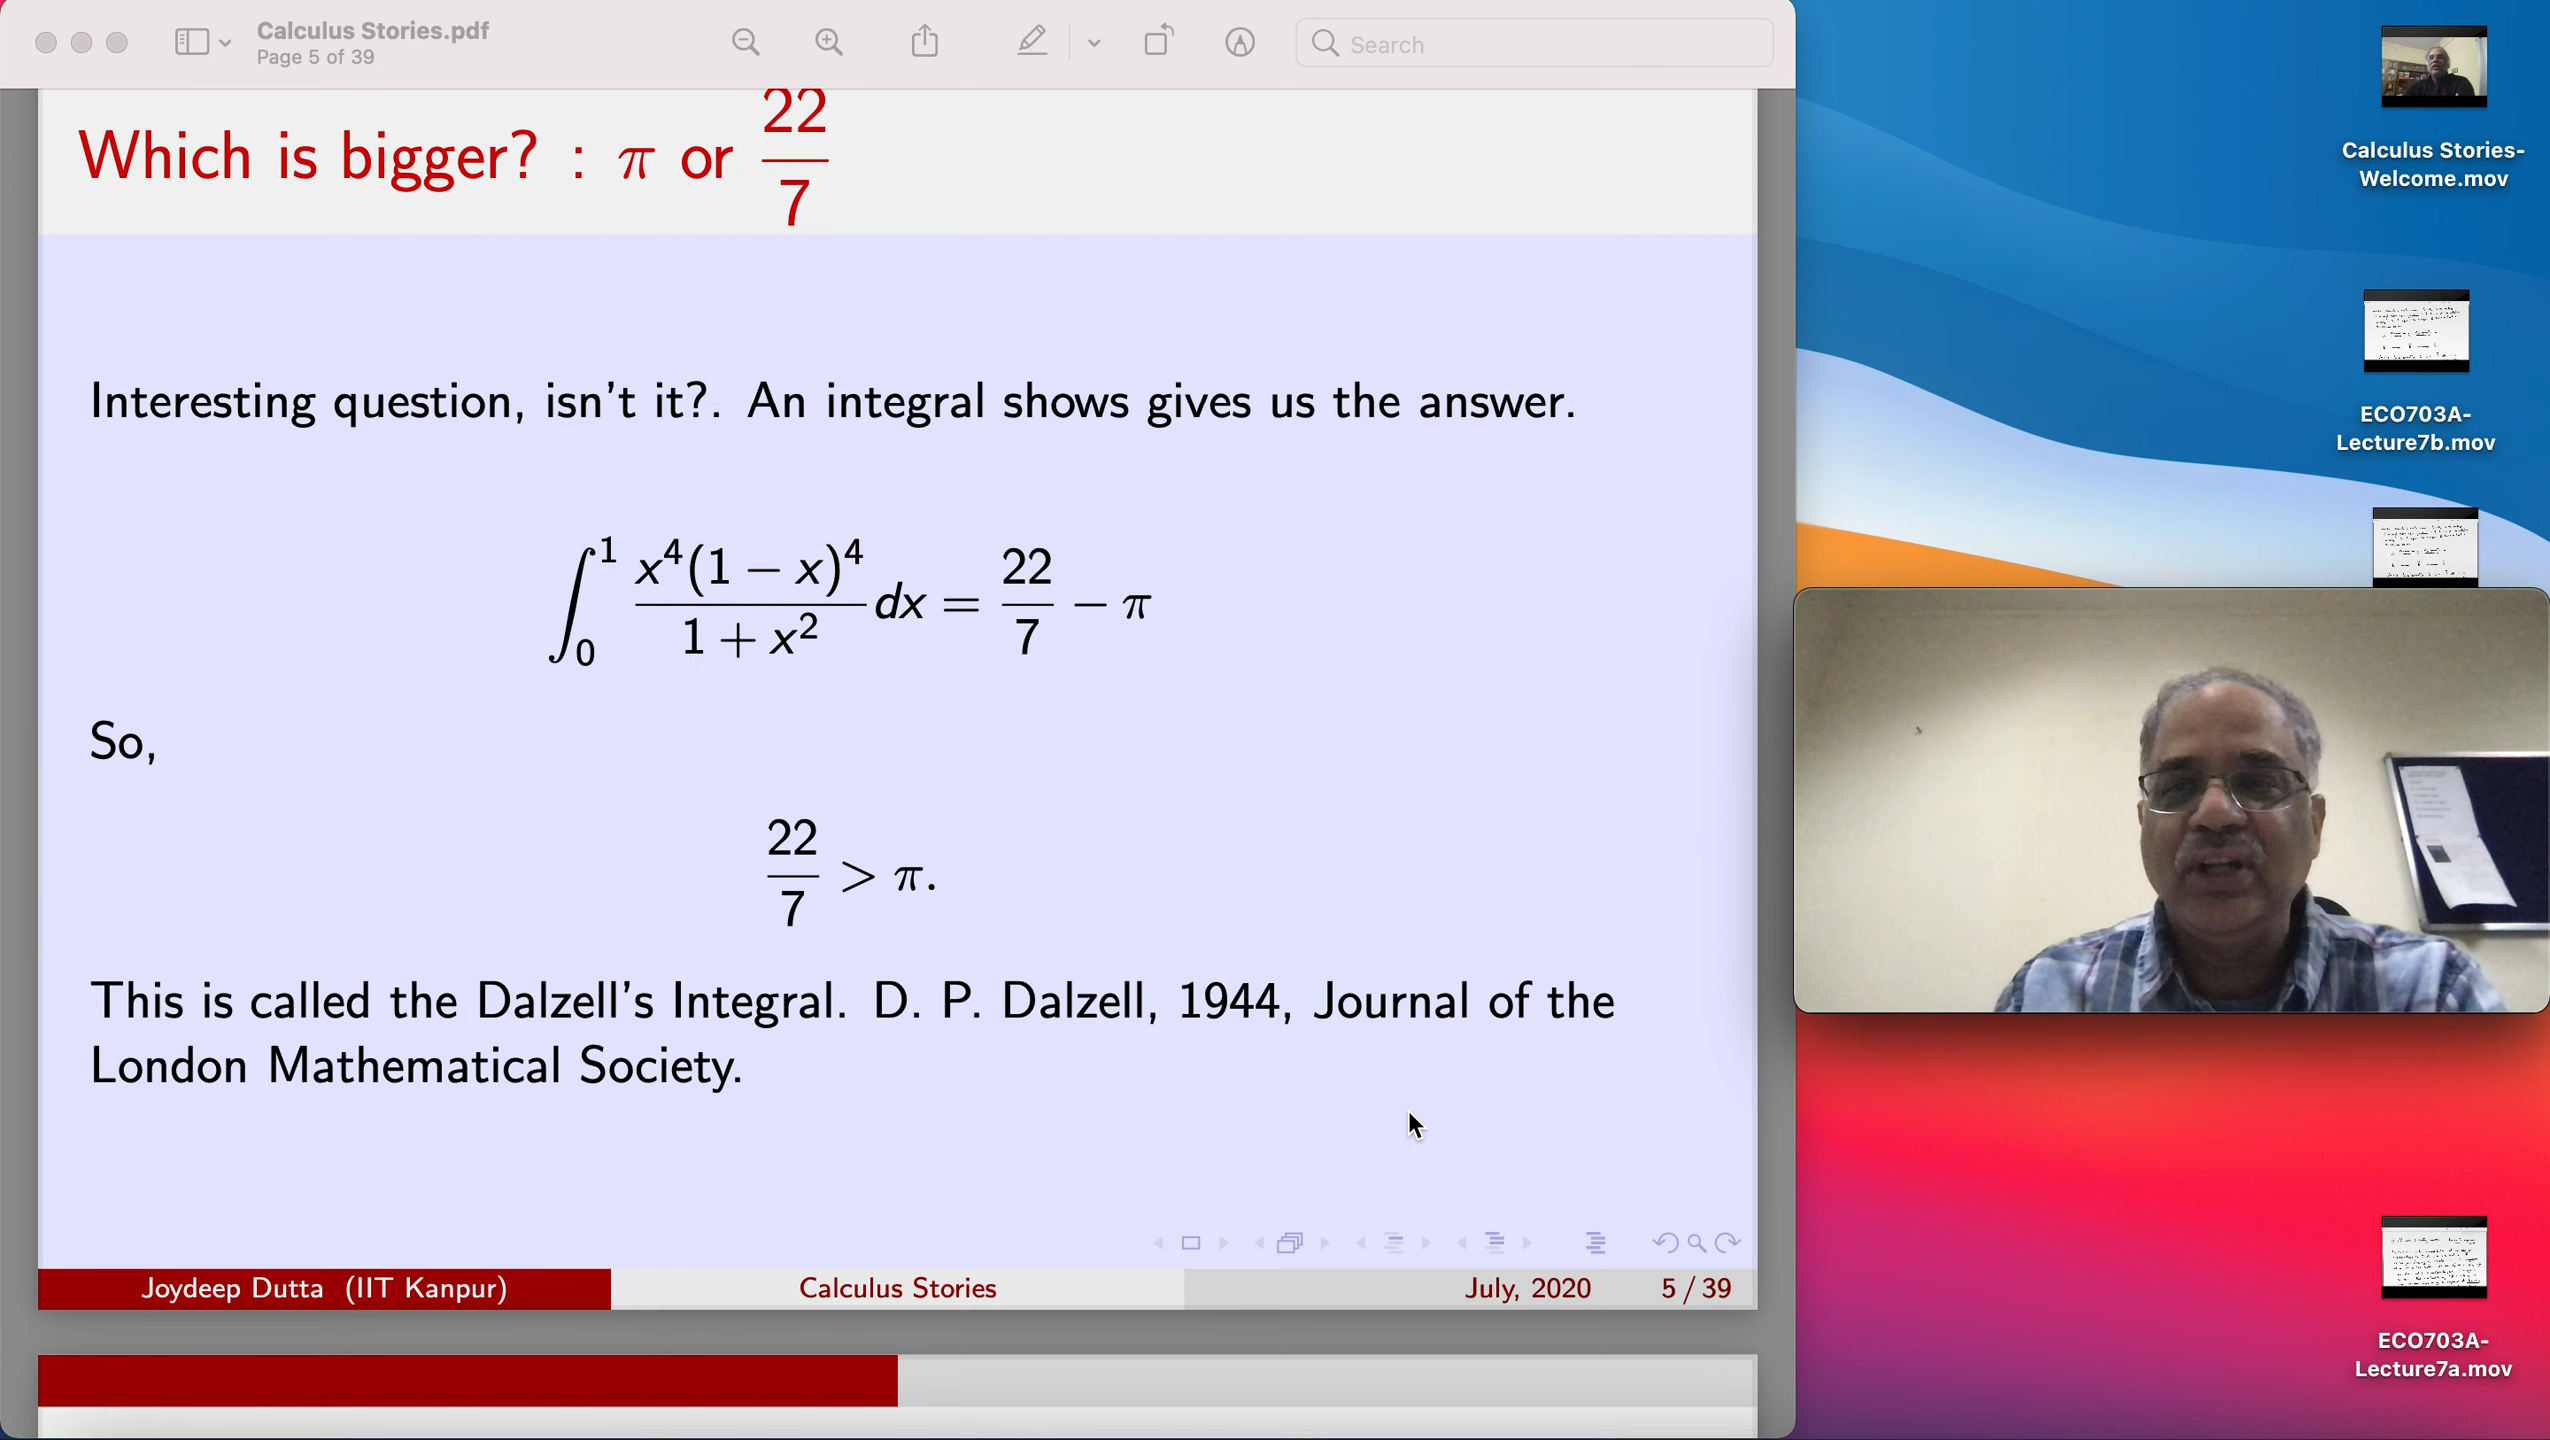 Calculus Stories.pdf
Page 5 of 39
Search
Which is bigger? : π or 22/7
Interesting question, isn't it?. An integral shows gives us the answer.
∫₀¹ x⁴(1 − x)⁴/(1 + x²) dx = 22/7 − π
So,
22/7 > π.
This is called the Dalzell's Integral. D. P. Dalzell, 1944, Journal of the
London Mathematical Society.
Joydeep Dutta (IIT Kanpur)
Calculus Stories
July, 2020
5 / 39
Calculus Stories-
Welcome.mov
ECO703A-
Lecture7b.mov
ECO703A-
Lecture7a.mov